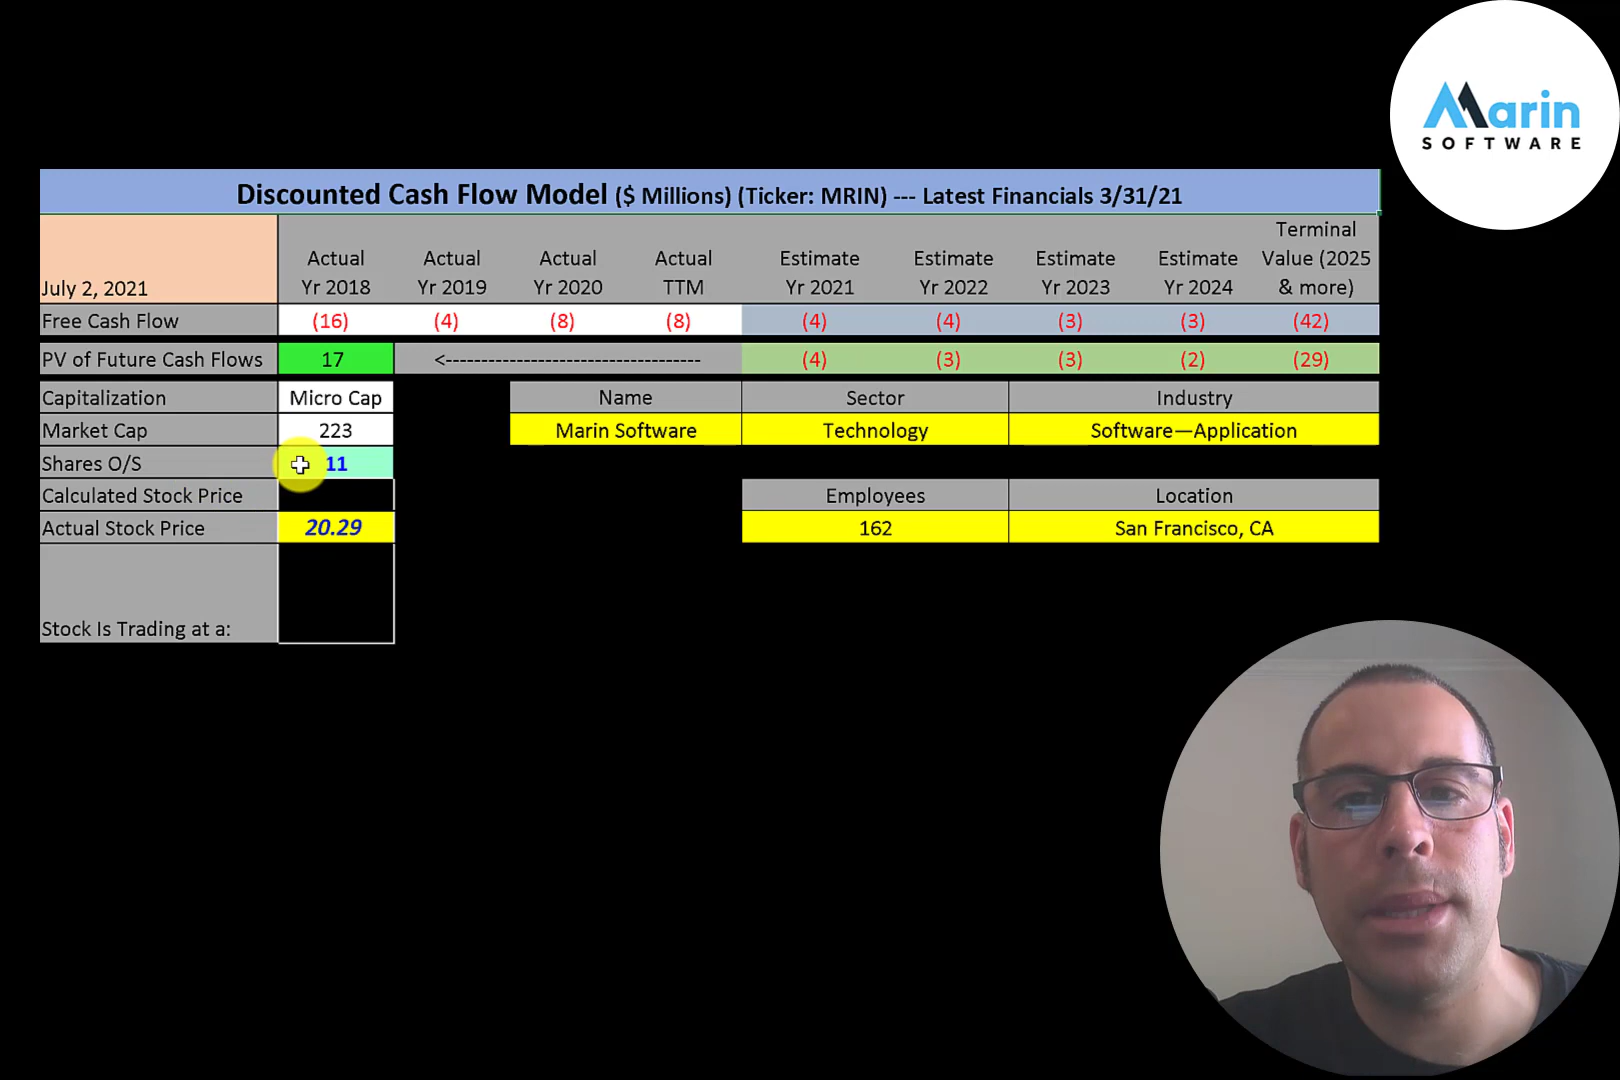 Marin
SOFTWARE
Discounted Cash Flow Model ($ Millions) (Ticker: MRIN) --- Latest Financials 3/31/21
July 2, 2021 Actual Yr 2018 Actual Yr 2019 Actual Yr 2020 Actual TTM Estimate Yr 2021 Estimate Yr 2022 Estimate Yr 2023 Estimate Yr 2024 Terminal Value (2025 & more)
Free Cash Flow (16) (4) (8) (8) (4) (4) (3) (3) (42)
PV of Future Cash Flows 17 <------------------------------------ (4) (3) (3) (2) (29)
Capitalization Micro Cap Name Sector Industry
Market Cap 223 Marin Software Technology Software—Application
Shares O/S 11
Calculated Stock Price Employees Location
Actual Stock Price 20.29 162 San Francisco, CA
Stock Is Trading at a: